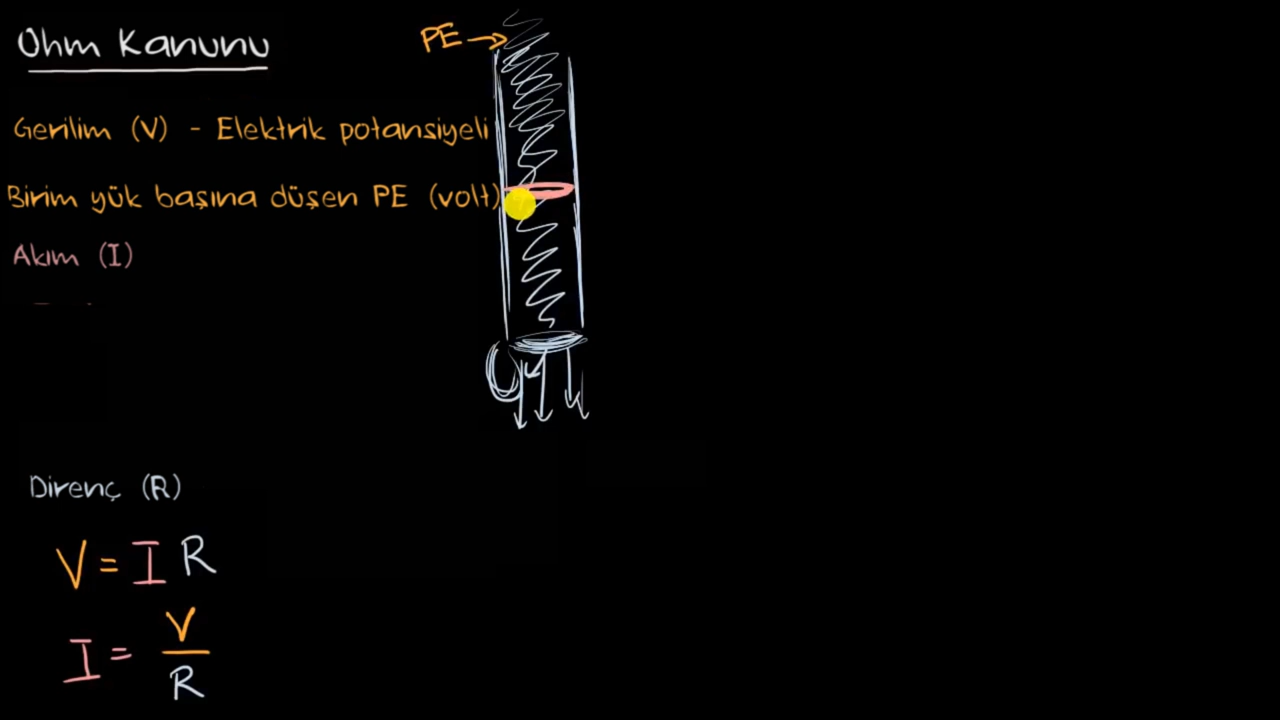 Ohm Kanunu
PE
Gerilim (V) - Elektrik potansiyeli
Birim yük başına düşen PE (volt)
Akım (I)
Direnç (R)
V = I R
I = V / R